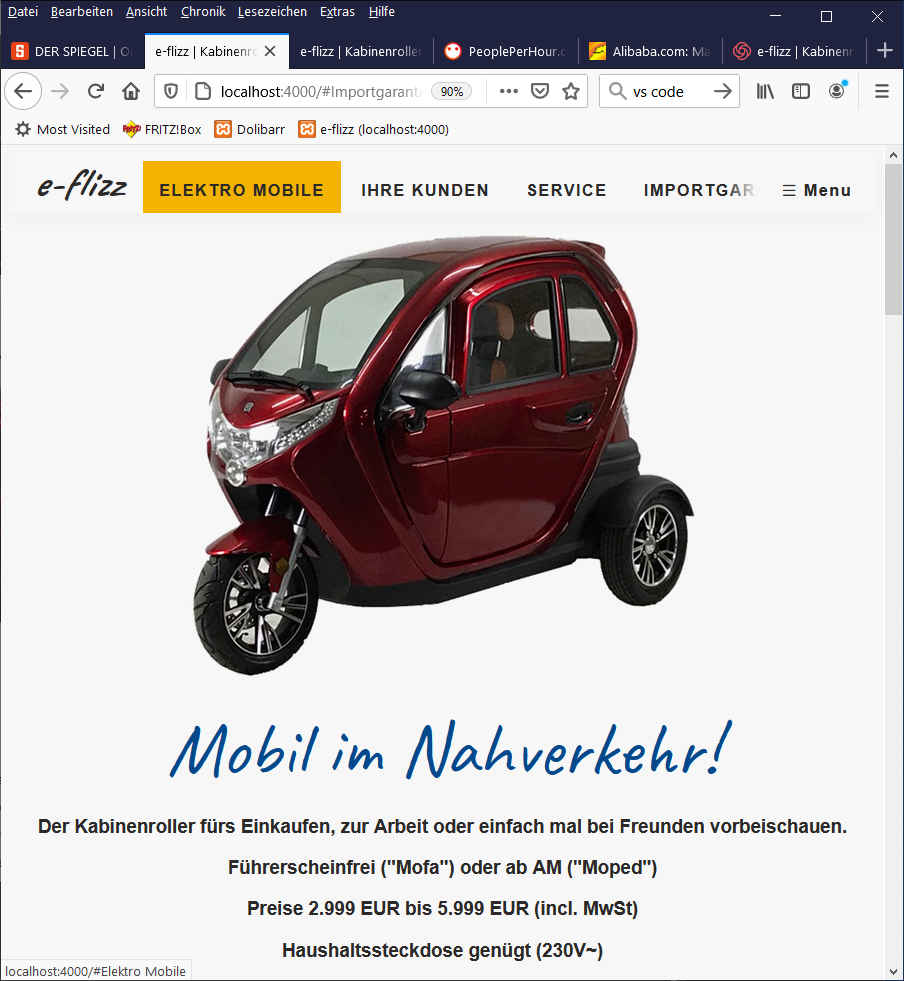 Datei Bearbeiten Ansicht Chronik Lesezeichen Extras Hilfe
DER SPIEGEL | O
e-flizz | Kabinenro
e-flizz | Kabinenroller
PeoplePerHour.c
Alibaba.com: Ma
e-flizz | Kabinenr
localhost:4000/#Importgarant
90%
vs code
Most Visited FRITZ!Box Dolibarr e-flizz (localhost:4000)
e-flizz ELEKTRO MOBILE IHRE KUNDEN SERVICE IMPORTGAR ☰ Menu
Mobil im Nahverkehr!
Der Kabinenroller fürs Einkaufen, zur Arbeit oder einfach mal bei Freunden vorbeischauen.
Führerscheinfrei ("Mofa") oder ab AM ("Moped")
Preise 2.999 EUR bis 5.999 EUR (incl. MwSt)
Haushaltssteckdose genügt (230V~)
localhost:4000/#Elektro Mobile